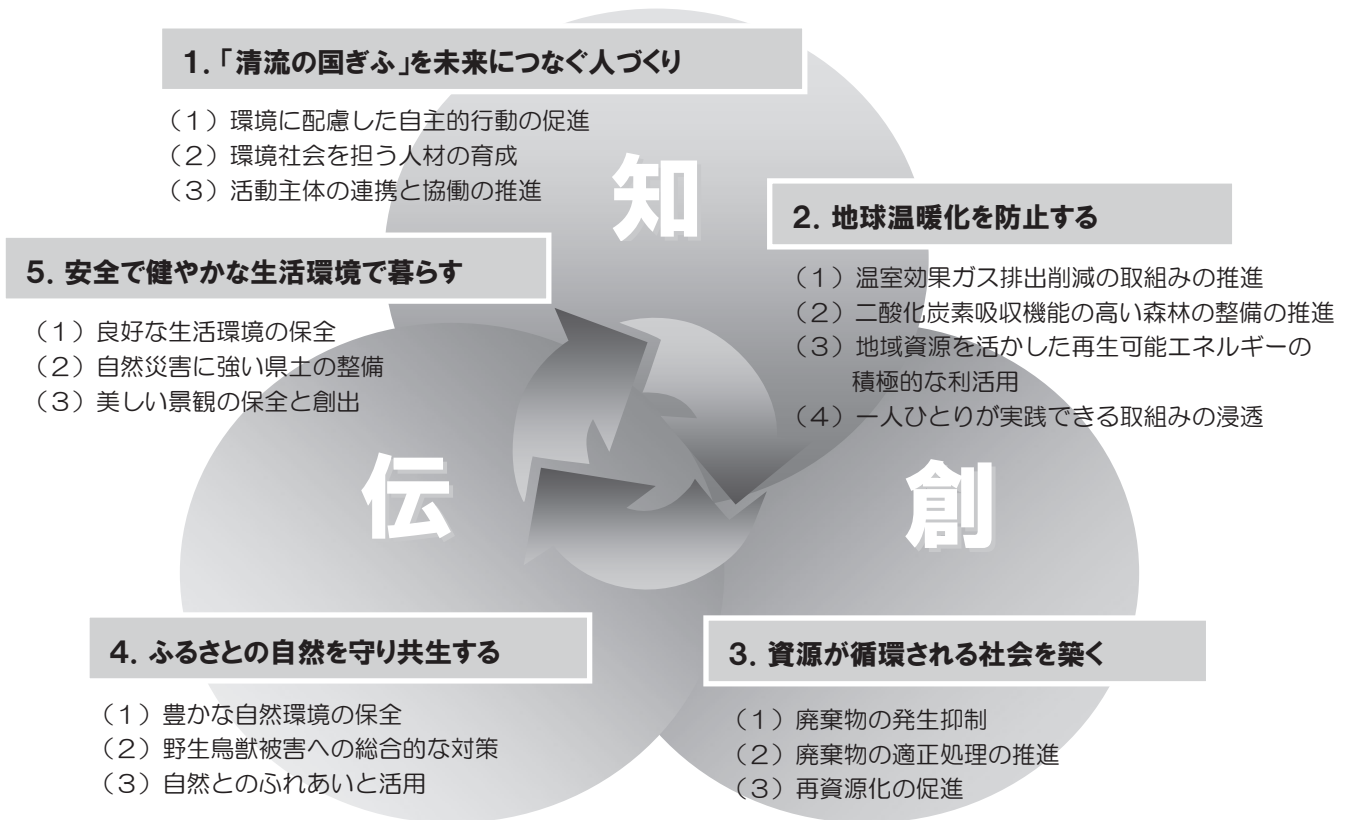 1.「清流の国ぎふ」を未来につなぐ人づくり
（1）環境に配慮した自主的行動の促進
（2）環境社会を担う人材の育成
（3）活動主体の連携と協働の推進
知
2. 地球温暖化を防止する
（1）温室効果ガス排出削減の取組みの推進
（2）二酸化炭素吸収機能の高い森林の整備の推進
（3）地域資源を活かした再生可能エネルギーの
積極的な利活用
（4）一人ひとりが実践できる取組みの浸透
5. 安全で健やかな生活環境で暮らす
（1）良好な生活環境の保全
（2）自然災害に強い県土の整備
（3）美しい景観の保全と創出
伝
創
4. ふるさとの自然を守り共生する
（1）豊かな自然環境の保全
（2）野生鳥獣被害への総合的な対策
（3）自然とのふれあいと活用
3. 資源が循環される社会を築く
（1）廃棄物の発生抑制
（2）廃棄物の適正処理の推進
（3）再資源化の促進